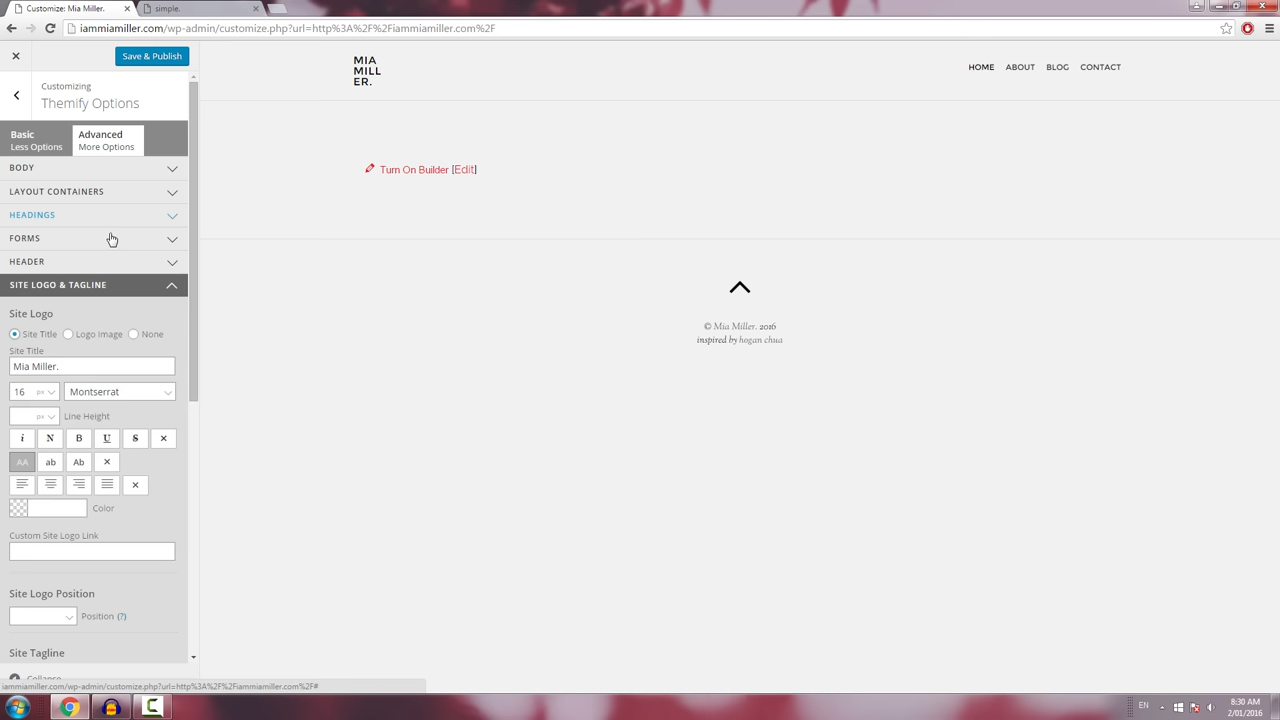 Customize: Mia Miller.
simple.
iammiamiller.com/wp-admin/customize.php?url=http%3A%2F%2Fiammiamiller.com%2F
Save & Publish
Customizing
Themify Options
Basic
Less Options
Advanced
More Options
BODY
LAYOUT CONTAINERS
HEADINGS
FORMS
HEADER
SITE LOGO & TAGLINE
Site Logo
Site Title Logo Image None
Site Title
Mia Miller.
16 px Montserrat
px Line Height
i N B U S ×
AA ab Ab ×
×
Color
Custom Site Logo Link
Site Logo Position
Position (?)
Site Tagline
Collapse
iammiamiller.com/wp-admin/customize.php?url=http%3A%2F%2Fiammiamiller.com%2F#
MIA
MILL
ER.
HOME ABOUT BLOG CONTACT
Turn On Builder [Edit]
© Mia Miller. 2016
inspired by hogan chua
EN
8:30 AM
2/01/2016